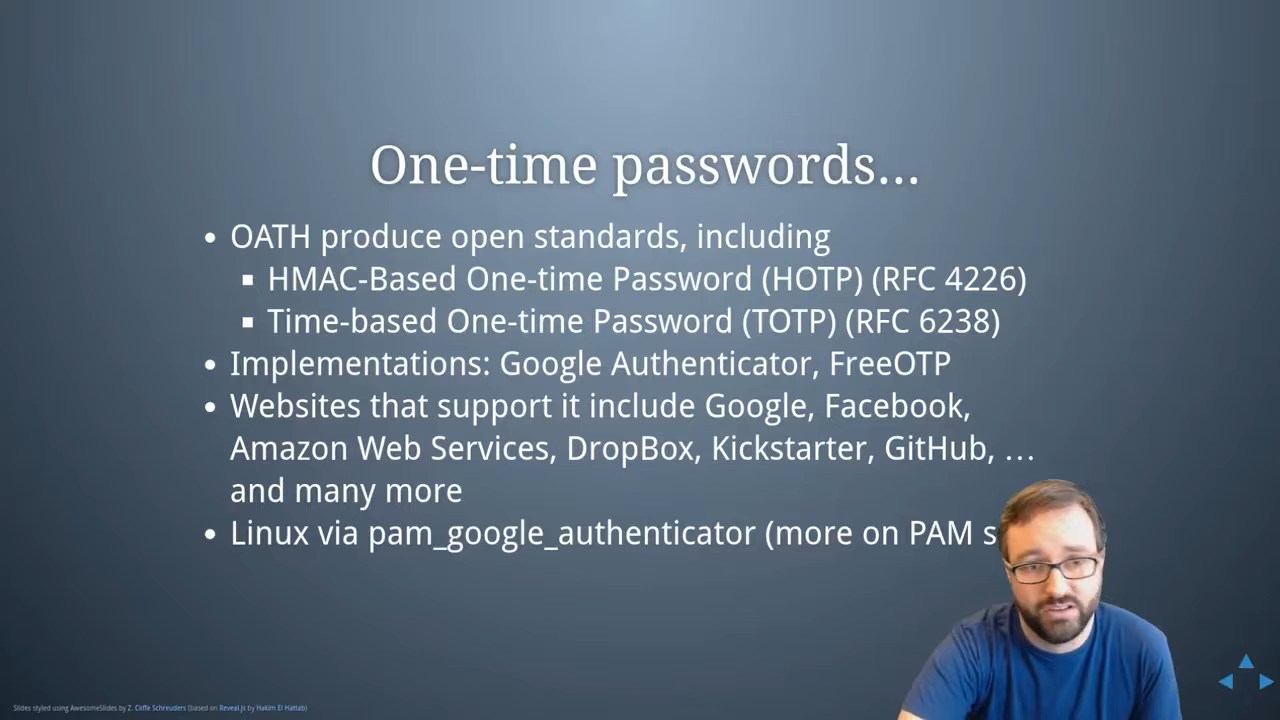 One-time passwords...
• OATH produce open standards, including
▪ HMAC-Based One-time Password (HOTP) (RFC 4226)
▪ Time-based One-time Password (TOTP) (RFC 6238)
• Implementations: Google Authenticator, FreeOTP
• Websites that support it include Google, Facebook,
Amazon Web Services, DropBox, Kickstarter, GitHub, …
and many more
• Linux via pam_google_authenticator (more on PAM
Slides styled using AwesomeSlides by Z. Cliffe Schreuders (based on Reveal.js by Hakim El Hattab)